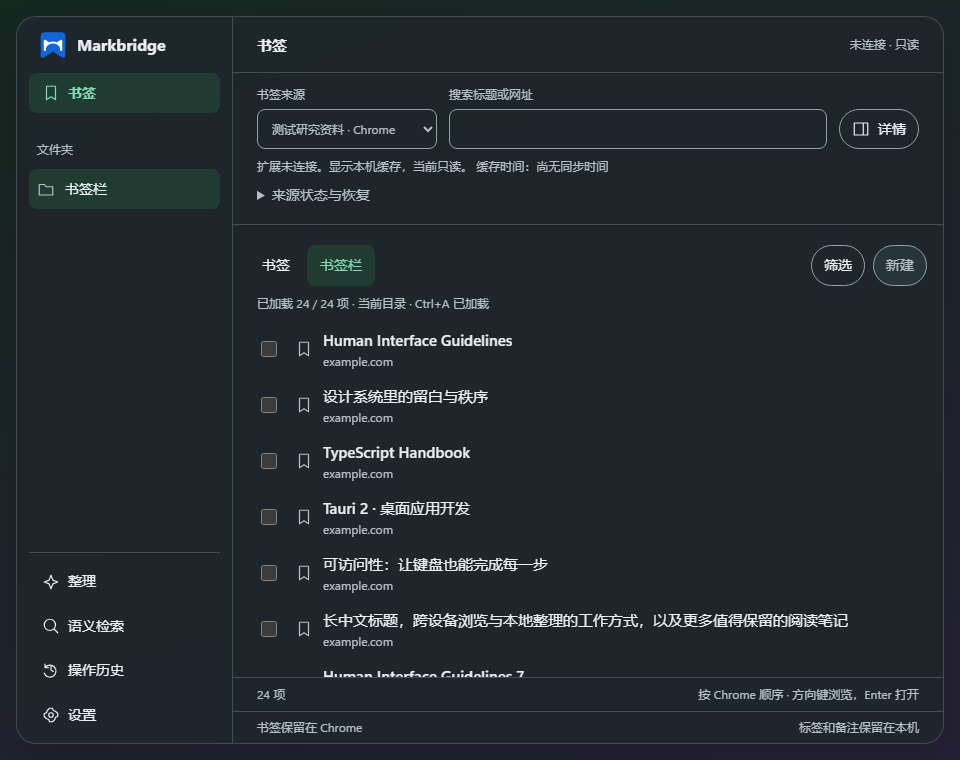 Markbridge
书签
文件夹
书签栏
整理
语义检索
操作历史
设置
书签
未连接 · 只读
书签来源
搜索标题或网址
测试研究资料 · Chrome
详情
扩展未连接。显示本机缓存，当前只读。 缓存时间：尚无同步时间
来源状态与恢复
书签
书签栏
筛选
新建
已加载 24 / 24 项 · 当前目录 · Ctrl+A 已加载
Human Interface Guidelines
example.com
设计系统里的留白与秩序
example.com
TypeScript Handbook
example.com
Tauri 2 · 桌面应用开发
example.com
可访问性：让键盘也能完成每一步
example.com
长中文标题，跨设备浏览与本地整理的工作方式，以及更多值得保留的阅读笔记
example.com
Human Interface Guidelines 7
24 项
按 Chrome 顺序 · 方向键浏览，Enter 打开
书签保留在 Chrome
标签和备注保留在本机